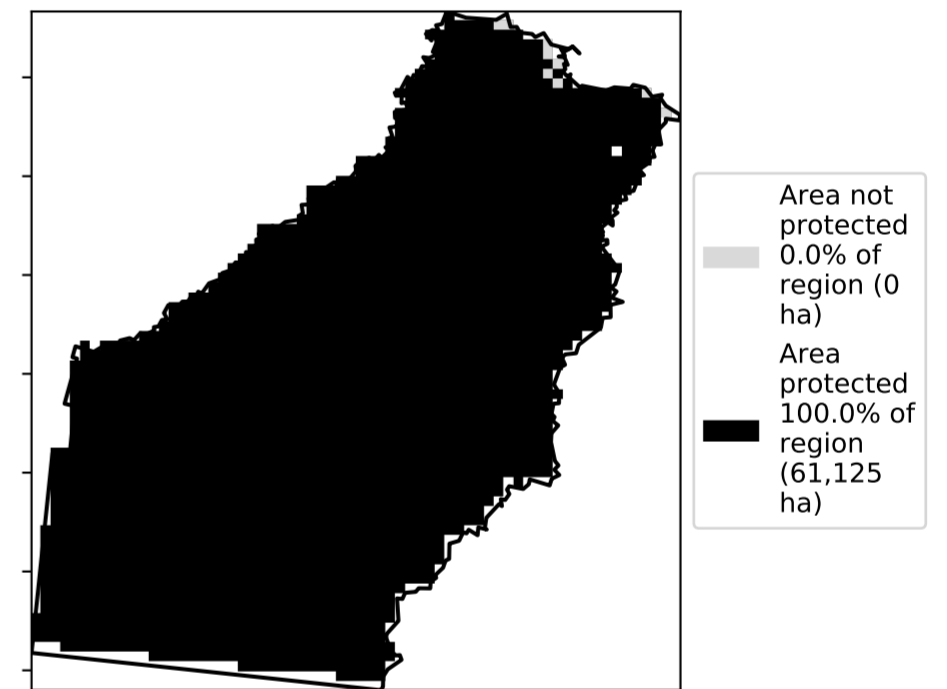 Area not
protected
0.0% of
region (0
ha)
Area
protected
100.0% of
region
(61,125
ha)